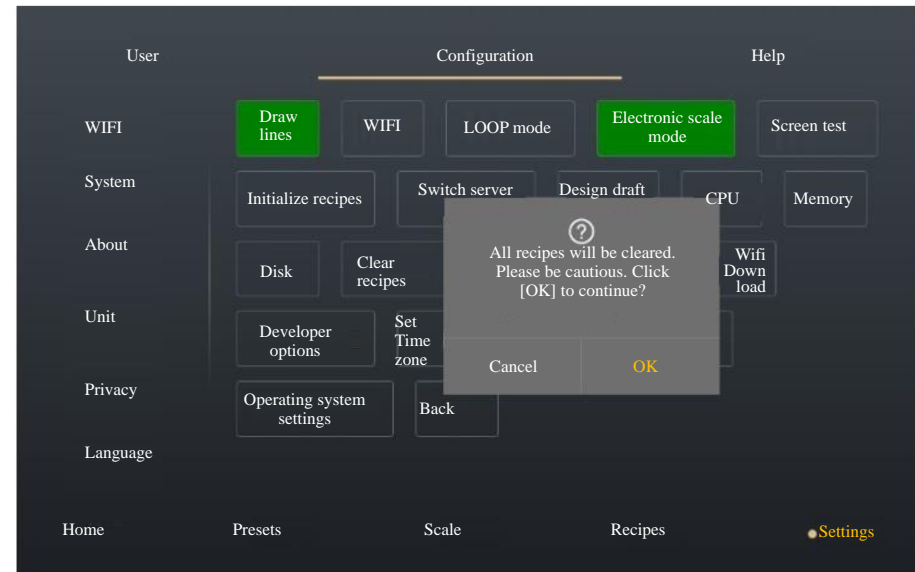 User
Configuration
Help
WIFI
Draw
lines
WIFI
LOOP mode
Electronic scale
mode
Screen test
System
Initialize recipes
Switch server
Design draft
CPU
Memory
About
Disk
Clear
recipes
All recipes will be cleared.
Please be cautious. Click
[OK] to continue?
Cancel
OK
Wifi
Down
load
Unit
Developer
options
Set
Time
zone
Privacy
Operating system
settings
Back
Language
Home
Presets
Scale
Recipes
Settings